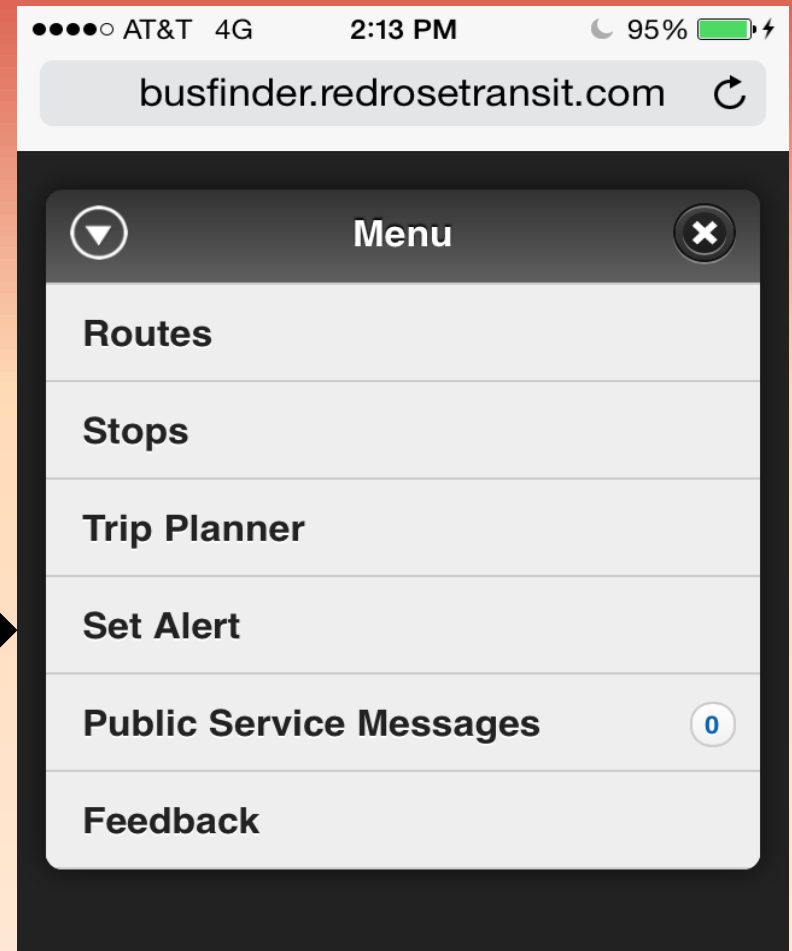 AT&T 4G 2:13 PM 95%
busfinder.redrosetransit.com
Menu
Routes
Stops
Trip Planner
Set Alert
Public Service Messages 0
Feedback